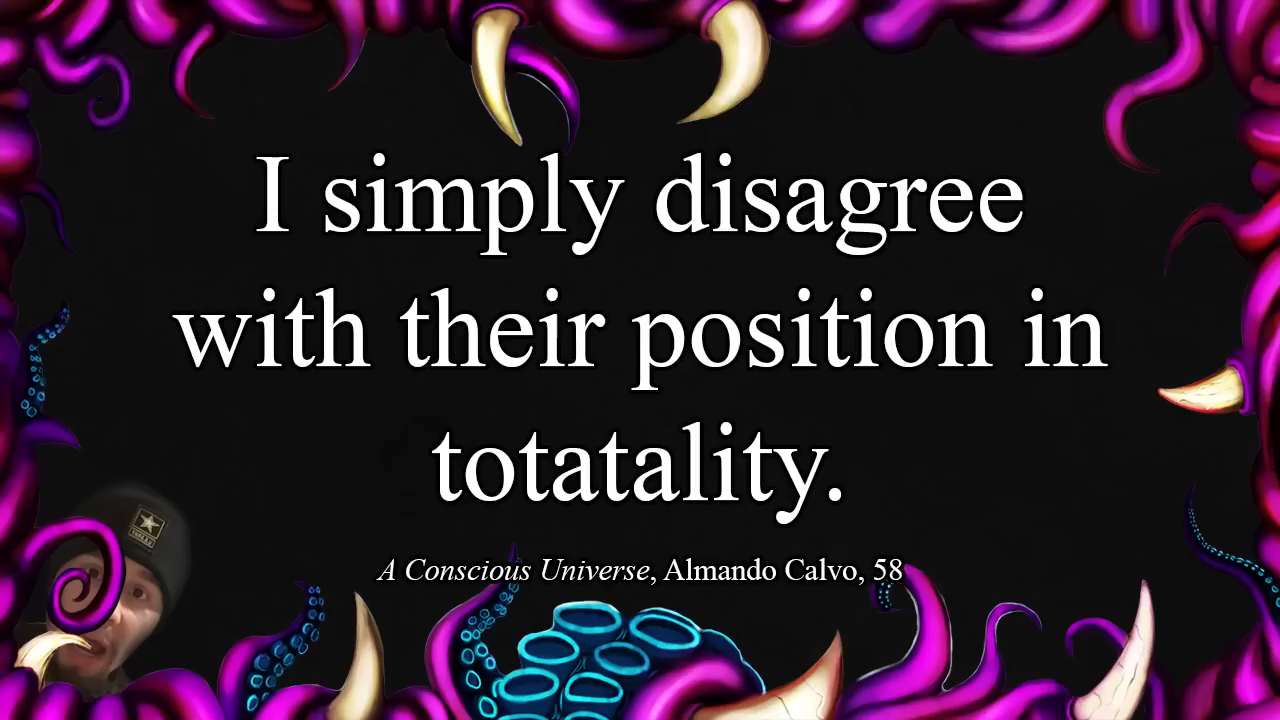 I simply disagree
with their position in
totatality.
A Conscious Universe, Almando Calvo, 58